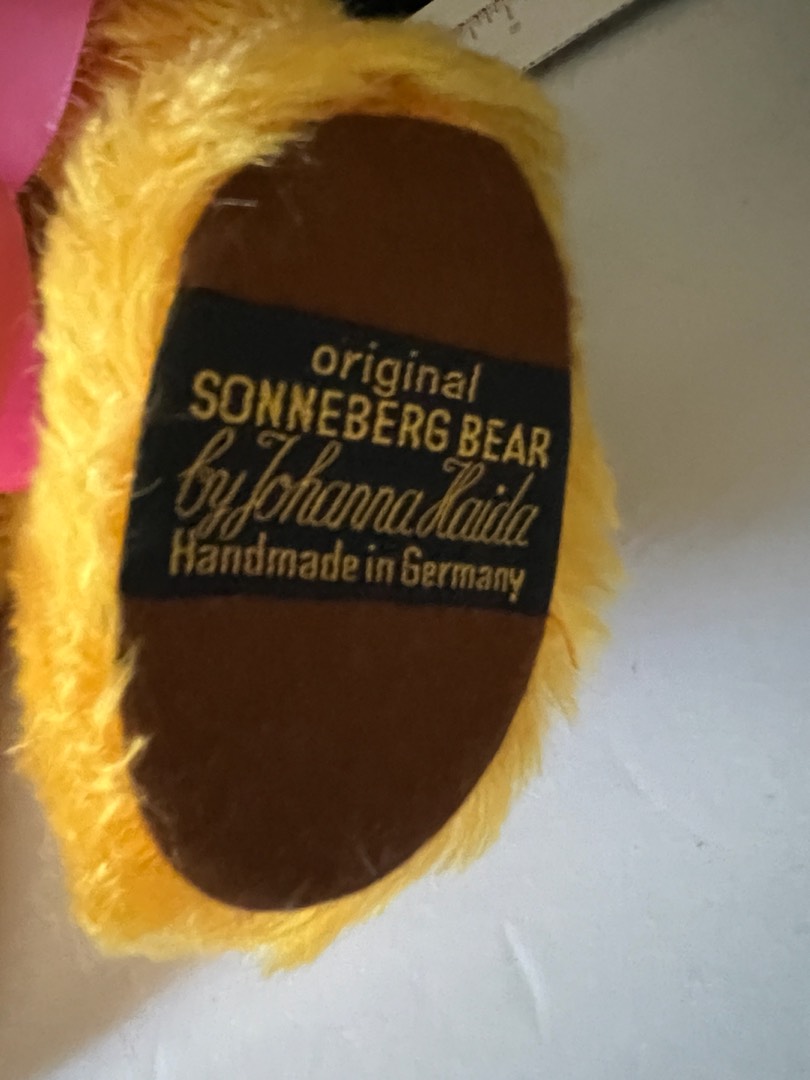 original
SONNEBERG BEAR
by Johanna Haida
Handmade in Germany